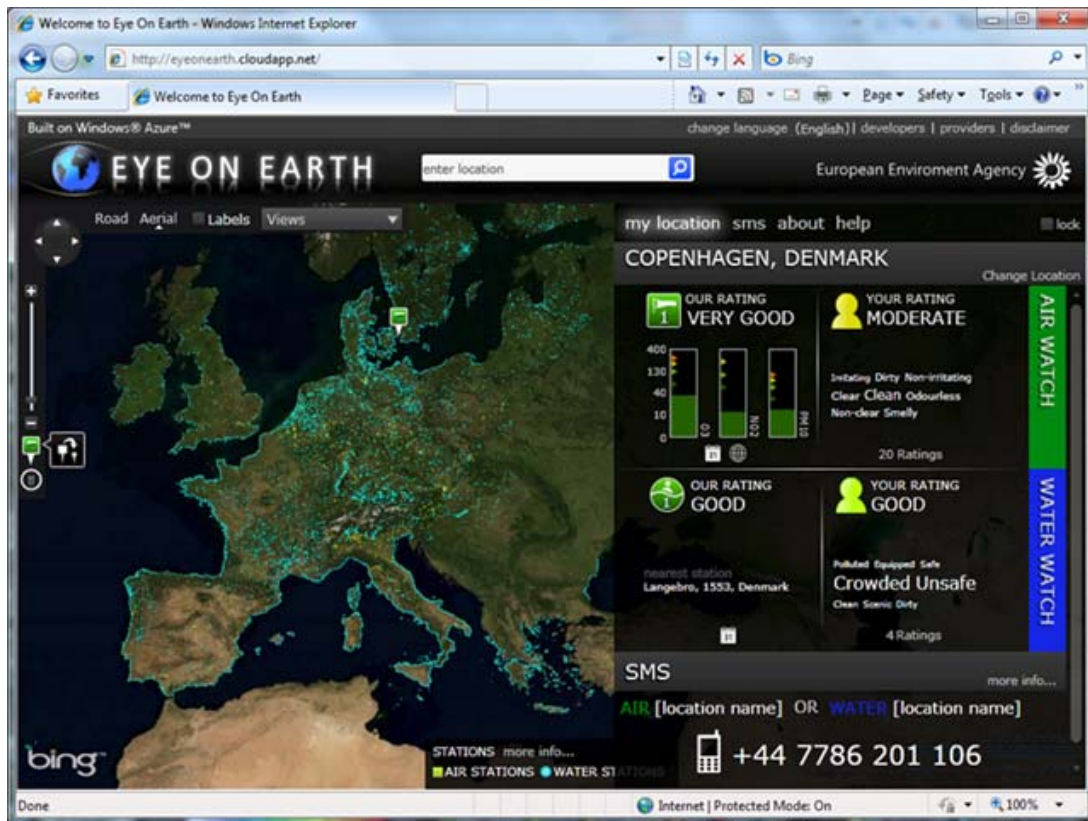 Welcome to Eye On Earth - Windows Internet Explorer
http://eyeonearth.cloudapp.net/
Bing
Favorites
Welcome to Eye On Earth
Page
Safety
Tools
Built on Windows® Azure™
change language (English) | developers | providers | disclaimer
EYE ON EARTH
enter location
European Enviroment Agency
Road Aerial Labels Views
my location sms about help
lock
COPENHAGEN, DENMARK
Change Location
OUR RATING
VERY GOOD
1
400
130
40
10
0
O3
NO2
PM10
YOUR RATING
MODERATE
Irritating Dirty Non-irritating
Clear Clean Odourless
Non-clear Smelly
20 Ratings
AIR WATCH
OUR RATING
GOOD
1
nearest station
Langebro, 1553, Denmark
YOUR RATING
GOOD
Polluted Equipped Safe
Crowded Unsafe
Clean Scenic Dirty
4 Ratings
WATER WATCH
SMS
more info...
AIR [location name] OR WATER [location name]
+44 7786 201 106
bing
STATIONS more info...
AIR STATIONS WATER STATIONS
Done
Internet | Protected Mode: On
100%